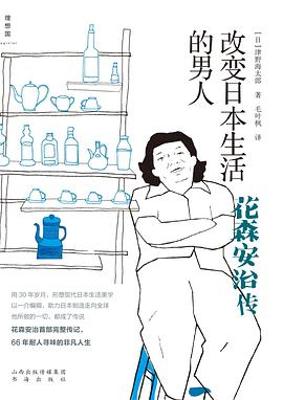 理想国
改变日本生活
的男人
[日]津野海太郎 著 毛叶枫 译
花森安治传
用30年岁月，形塑现代日本生活美学
以一介编辑，助力日本制造走向全球
他所做的一切，都成了传说
花森安治首部完整传记，
66年耐人寻味的非凡人生
山西出版传媒集团
书海出版社